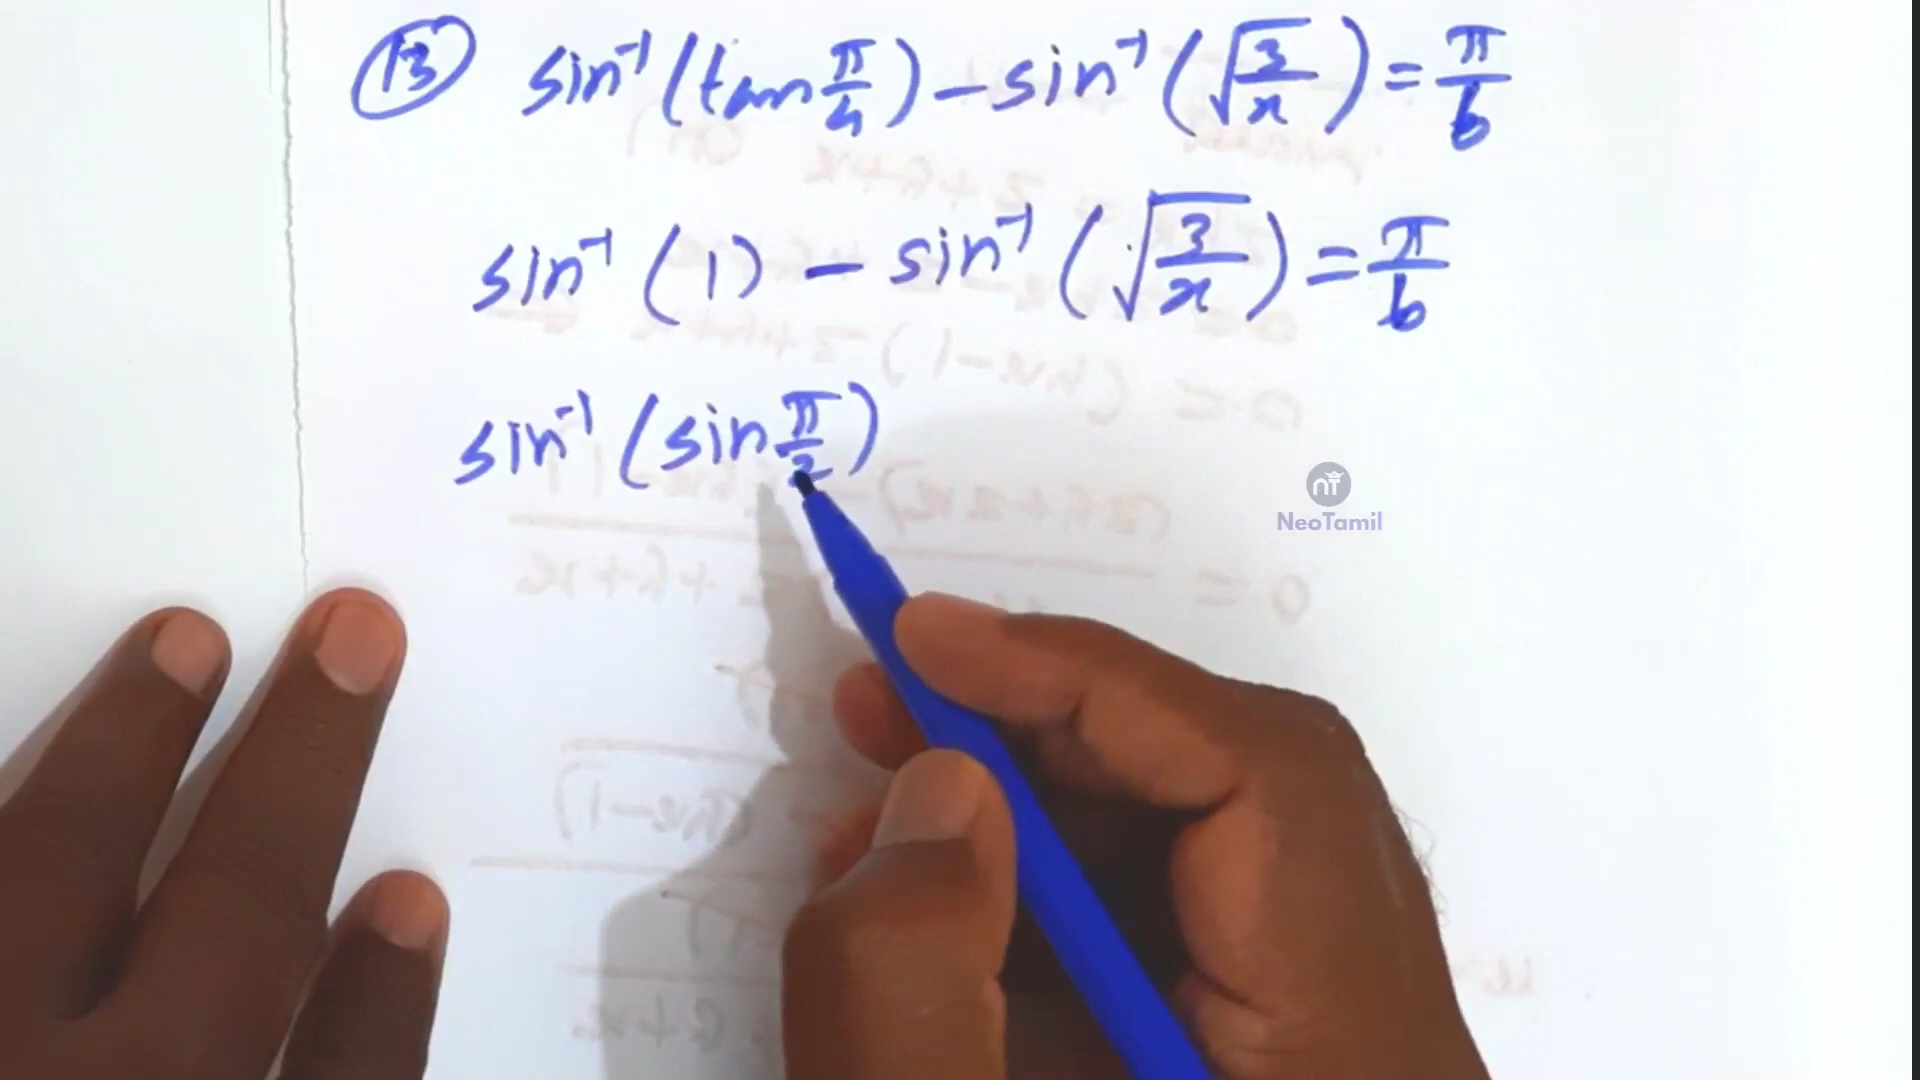 13 sin⁻¹(tan π/4) – sin⁻¹(√(3/x)) = π/6
sin⁻¹(1) – sin⁻¹(√(3/x)) = π/6
sin⁻¹(sin π/2)
NeoTamil